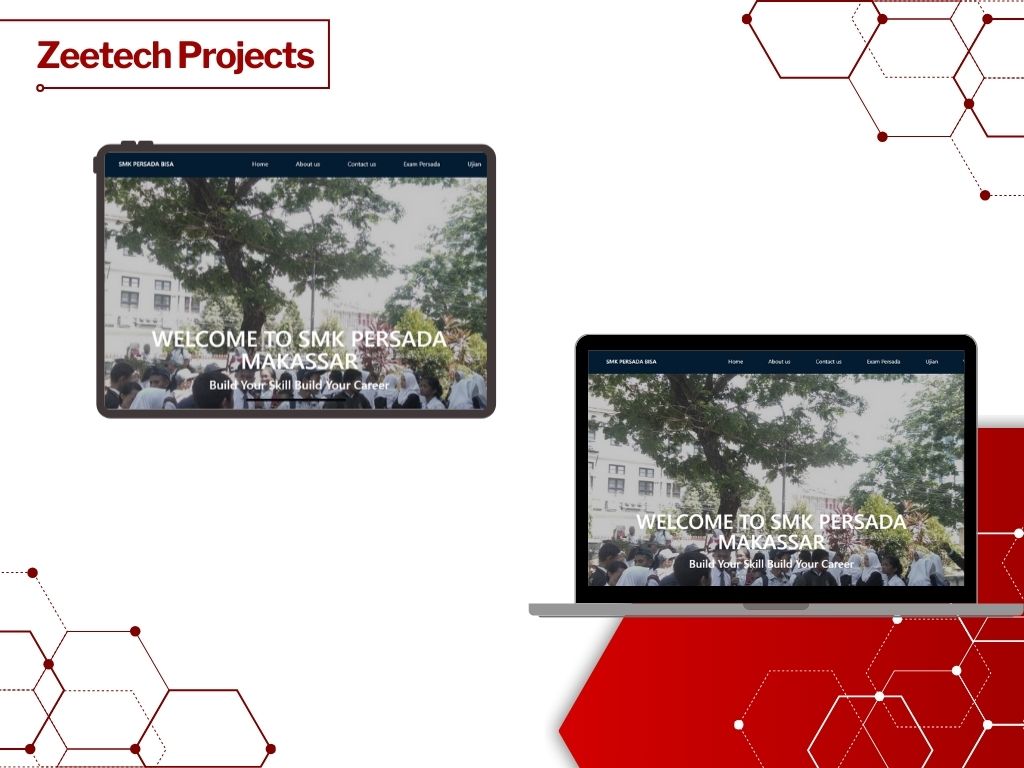 Zeetech Projects
SMK PERSADA BISA
Home
About us
Contact us
Exam Persada
Ujian
WELCOME TO SMK PERSADA
MAKASSAR
Build Your Skill Build Your Career
SMK PERSADA BISA
Home
About us
Contact us
Exam Persada
Ujian
WELCOME TO SMK PERSADA
MAKASSAR
Build Your Skill Build Your Career